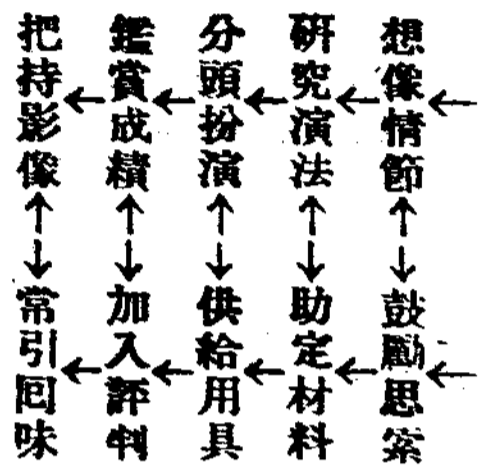 想像情節
研究演法
分頭扮演
鑑賞成績
把持影像
鼓勵思索
助定材料
供給用具
加入評判
常引囘味